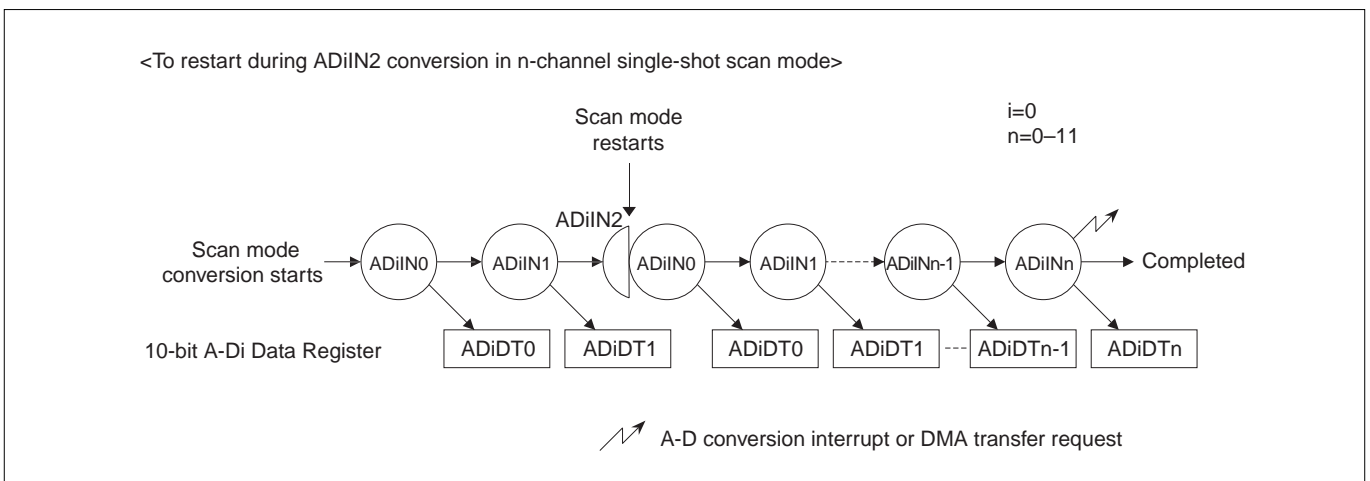 <To restart during ADiIN2 conversion in n-channel single-shot scan mode>
i=0
n=0–11
Scan mode
restarts
ADiIN2
Scan mode
conversion starts
ADiIN0
ADiIN1
ADiIN0
ADiIN1
ADiINn-1
ADiINn
Completed
10-bit A-Di Data Register
ADiDT0
ADiDT1
ADiDT0
ADiDT1
ADiDTn-1
ADiDTn
A-D conversion interrupt or DMA transfer request